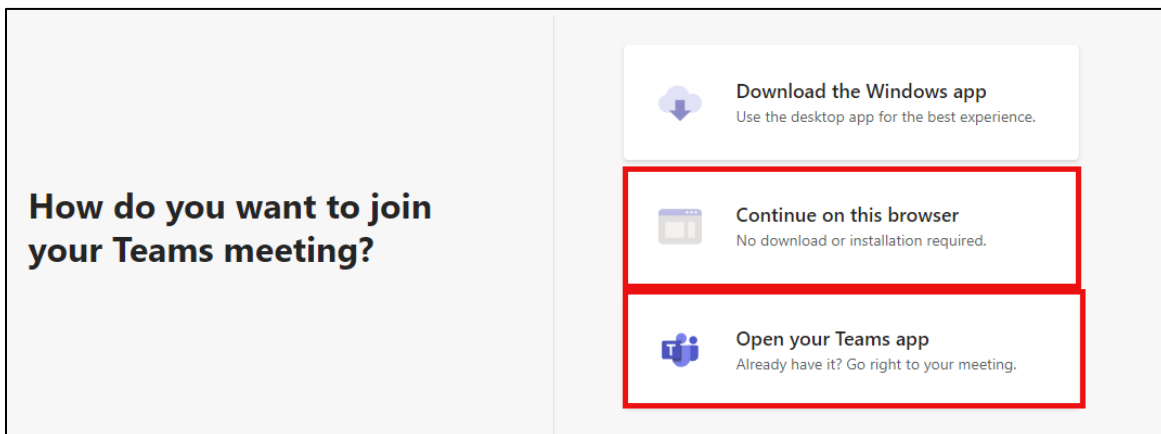 How do you want to join
your Teams meeting?
Download the Windows app
Use the desktop app for the best experience.
Continue on this browser
No download or installation required.
T
Open your Teams app
Already have it? Go right to your meeting.